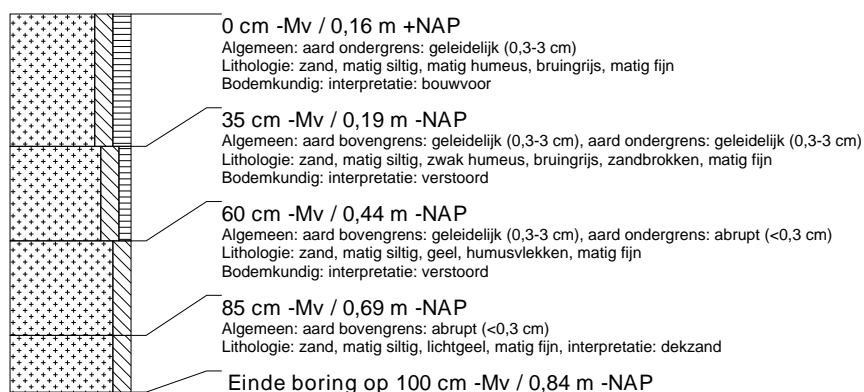 0 cm -Mv / 0,16 m +NAP
Algemeen: aard ondergrens: geleidelijk (0,3-3 cm)
Lithologie: zand, matig siltig, matig humeus, bruingrijs, matig fijn
Bodemkundig: interpretatie: bouwvoor
35 cm -Mv / 0,19 m -NAP
Algemeen: aard bovengrens: geleidelijk (0,3-3 cm), aard ondergrens: geleidelijk (0,3-3 cm)
Lithologie: zand, matig siltig, zwak humeus, bruingrijs, zandbrokken, matig fijn
Bodemkundig: interpretatie: verstoord
60 cm -Mv / 0,44 m -NAP
Algemeen: aard bovengrens: geleidelijk (0,3-3 cm), aard ondergrens: abrupt (<0,3 cm)
Lithologie: zand, matig siltig, geel, humusvlekken, matig fijn
Bodemkundig: interpretatie: verstoord
85 cm -Mv / 0,69 m -NAP
Algemeen: aard bovengrens: abrupt (<0,3 cm)
Lithologie: zand, matig siltig, lichtgeel, matig fijn, interpretatie: dekzand
Einde boring op 100 cm -Mv / 0,84 m -NAP